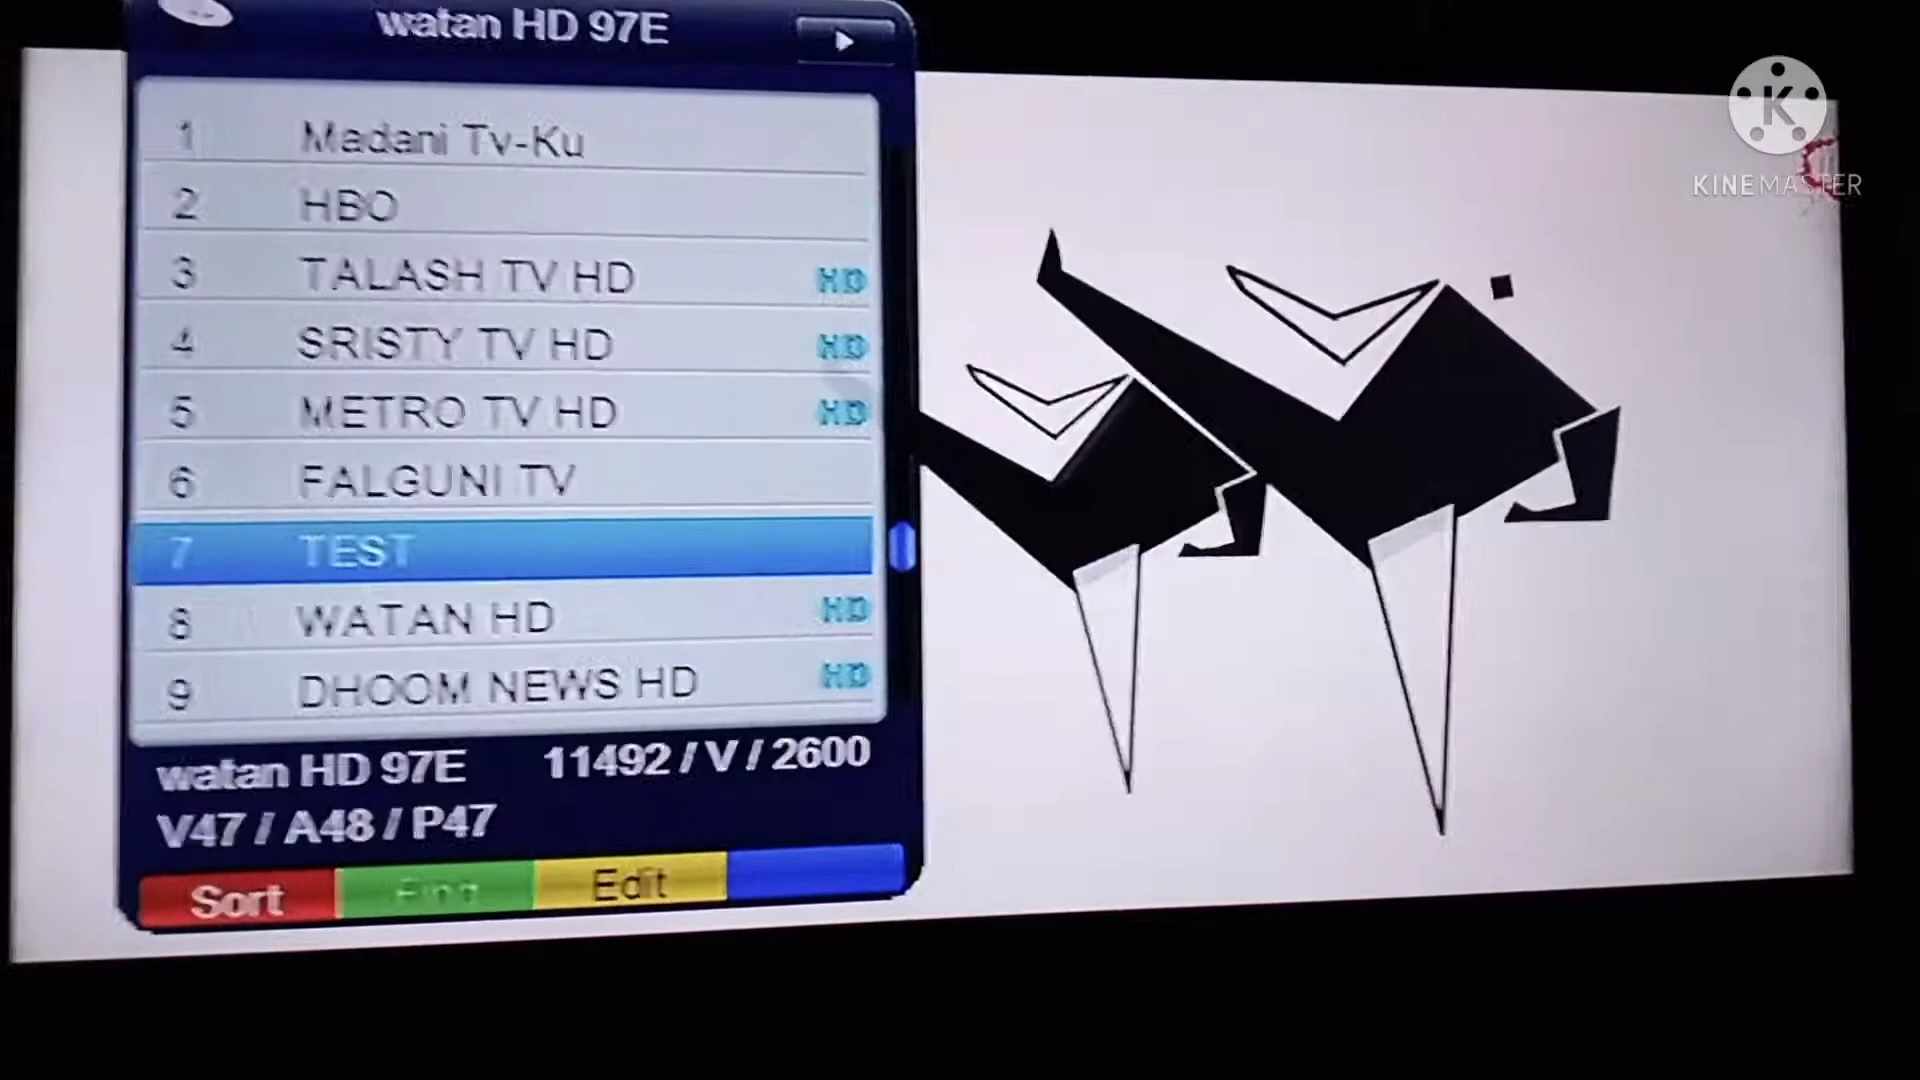 watan HD 97E
1 Madani Tv-Ku
2 HBO
3 TALASH TV HD HD
4 SRISTY TV HD HD
5 METRO TV HD HD
6 FALGUNI TV
7 TEST
8 WATAN HD HD
9 DHOOM NEWS HD HD
watan HD 97E 11492 / V / 2600
V47 / A48 / P47
Sort Edit
K
KINEMASTER